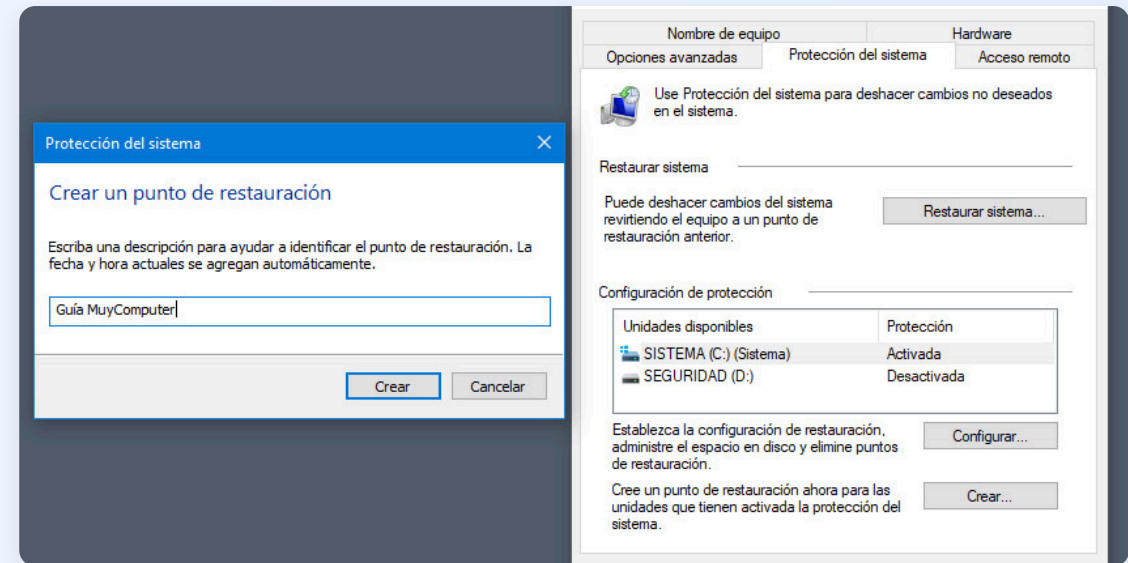 Protección del sistema
Crear un punto de restauración
Escriba una descripción para ayudar a identificar el punto de restauración. La
fecha y hora actuales se agregan automáticamente.
Guía MuyComputer
Crear
Cancelar
Nombre de equipo
Hardware
Opciones avanzadas
Protección del sistema
Acceso remoto
Use Protección del sistema para deshacer cambios no deseados
en el sistema.
Restaurar sistema
Puede deshacer cambios del sistema
revirtiendo el equipo a un punto de
restauración anterior.
Restaurar sistema...
Configuración de protección
Unidades disponibles
Protección
SISTEMA (C:) (Sistema)
Activada
SEGURIDAD (D:)
Desactivada
Establezca la configuración de restauración,
administre el espacio en disco y elimine puntos
de restauración.
Configurar...
Cree un punto de restauración ahora para las
unidades que tienen activada la protección del
sistema.
Crear...